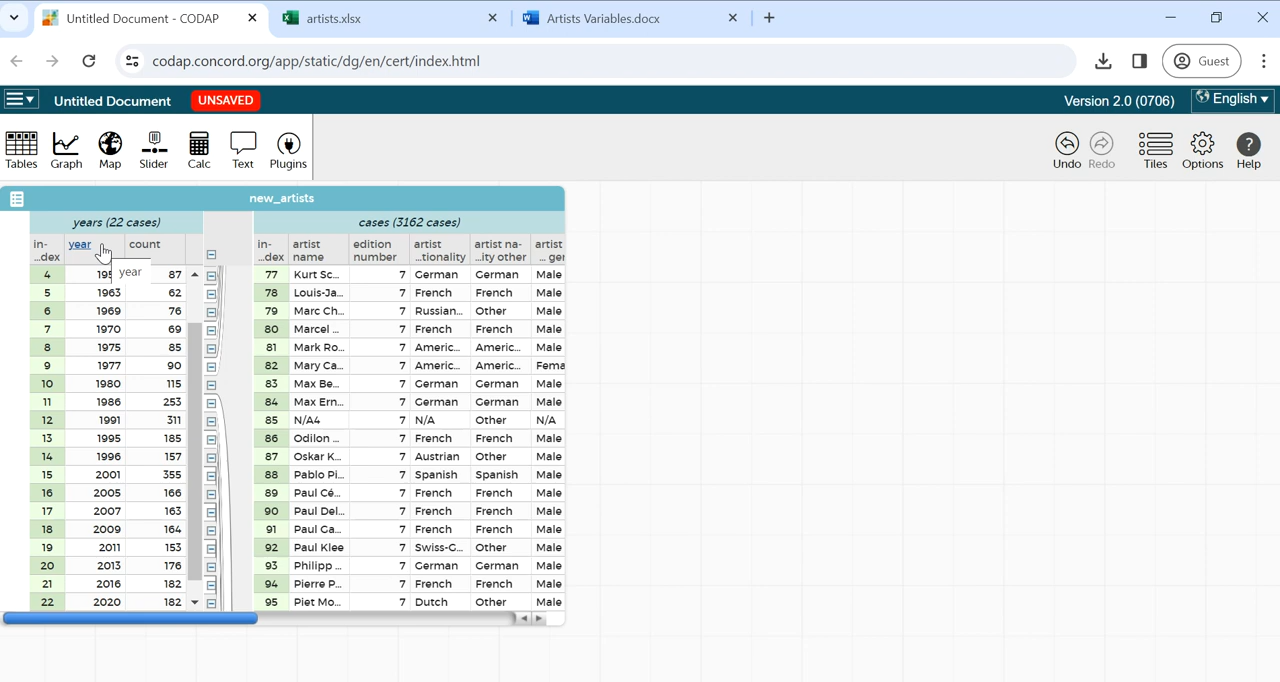 Untitled Document - CODAP
artists.xlsx
Artists Variables.docx
codap.concord.org/app/static/dg/en/cert/index.html
Guest
Untitled Document UNSAVED Version 2.0 (0706) English
Tables Graph Map Slider Calc Text Plugins Undo Redo Tiles Options Help
new_artists
years (22 cases) cases (3162 cases)
in-...dex year count in-...dex artist name edition number artist ...tionality artist na-...ity other artist ... ger
year
4 195 87 77 Kurt Sc... 7 German German Male
5 1963 62 78 Louis-Ja... 7 French French Male
6 1969 76 79 Marc Ch... 7 Russian... Other Male
7 1970 69 80 Marcel ... 7 French French Male
8 1975 85 81 Mark Ro... 7 Americ... Americ... Male
9 1977 90 82 Mary Ca... 7 Americ... Americ... Fema
10 1980 115 83 Max Be... 7 German German Male
11 1986 253 84 Max Ern... 7 German German Male
12 1991 311 85 N/A4 7 N/A Other N/A
13 1995 185 86 Odilon ... 7 French French Male
14 1996 157 87 Oskar K... 7 Austrian Other Male
15 2001 355 88 Pablo Pi... 7 Spanish Spanish Male
16 2005 166 89 Paul Cé... 7 French French Male
17 2007 163 90 Paul Del... 7 French French Male
18 2009 164 91 Paul Ga... 7 French French Male
19 2011 153 92 Paul Klee 7 Swiss-G... Other Male
20 2013 176 93 Philipp ... 7 German German Male
21 2016 182 94 Pierre P... 7 French French Male
22 2020 182 95 Piet Mo... 7 Dutch Other Male